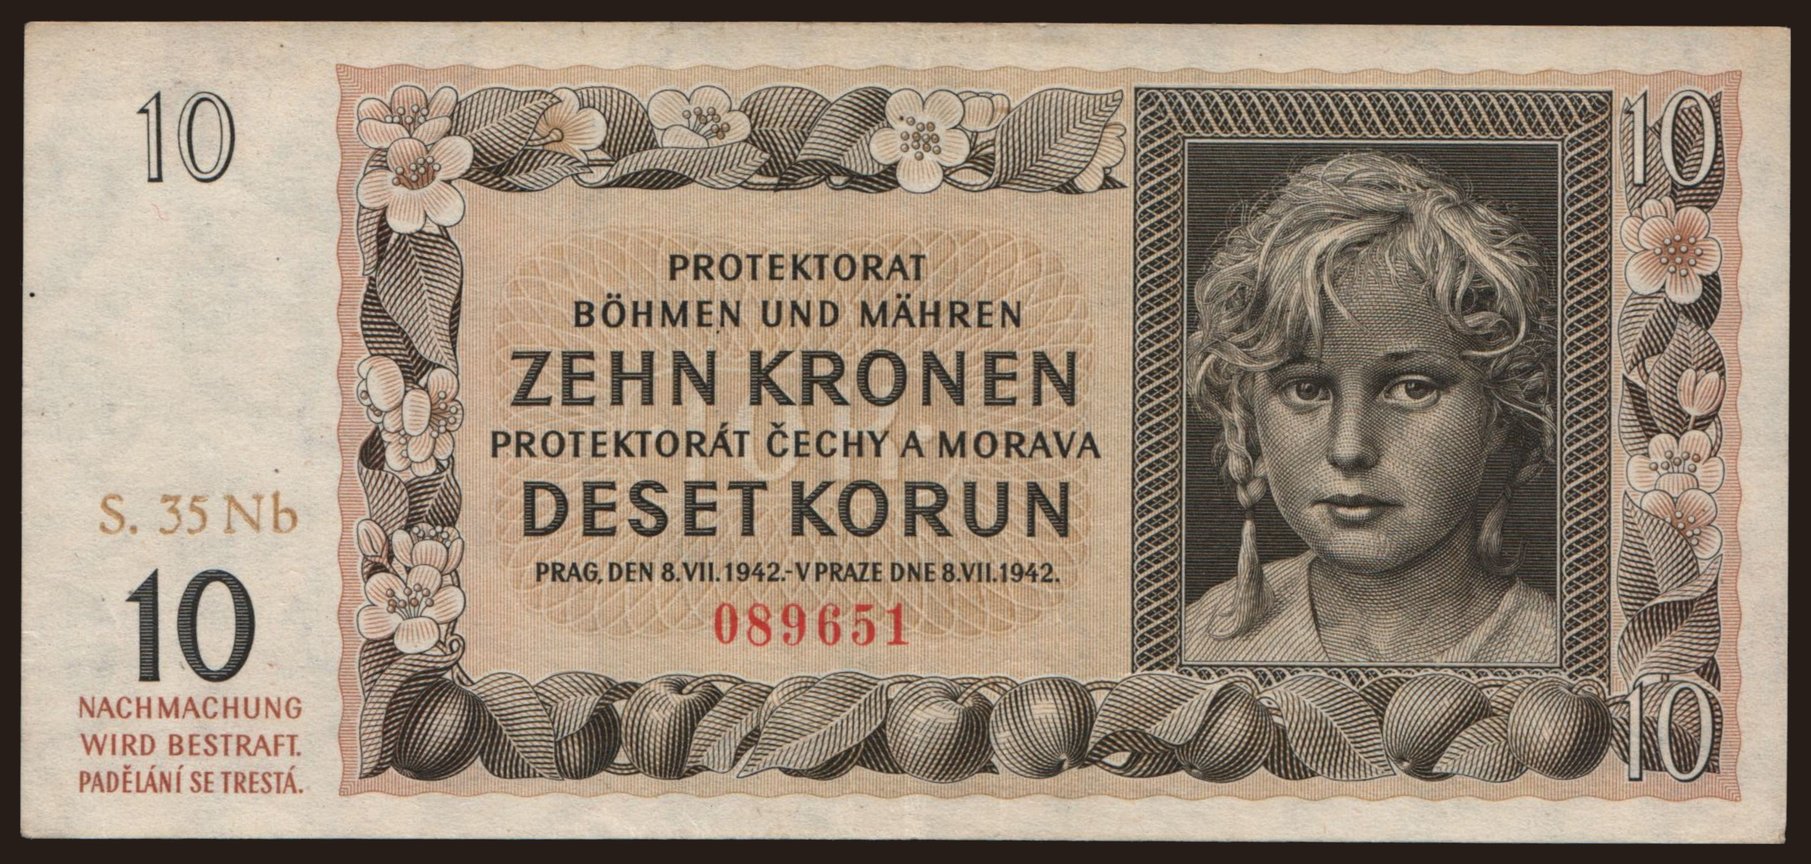 10
10
PROTEKTORAT
BÖHMEN UND MÄHREN
ZEHN KRONEN
PROTEKTORÁT ČECHY A MORAVA
DESET KORUN
PRAG, DEN 8.VII.1942.-V PRAZE DNE 8.VII.1942.
089651
S. 35 Nb
10
NACHMACHUNG
WIRD BESTRAFT.
PADĚLÁNÍ SE TRESTÁ.
10